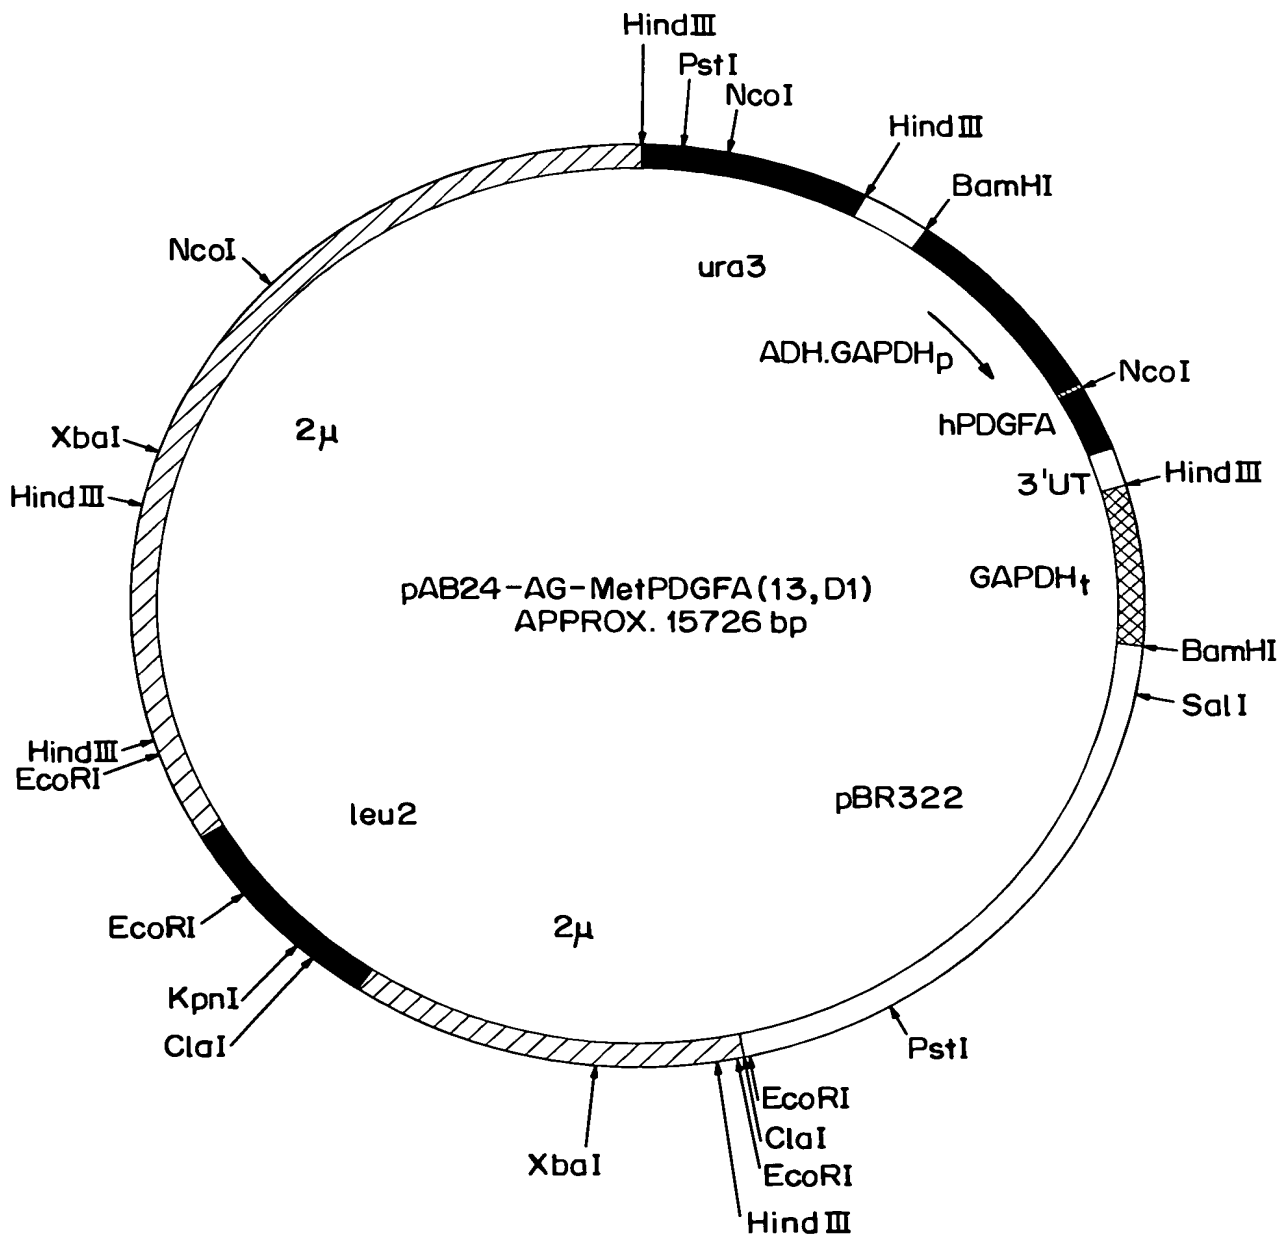 HindIII
PstI
NcoI
HindIII
BamHI
ura3
NcoI
ADH.GAPDHp
NcoI
hPDGFA
2μ
XbaI
HindIII
3'UT
HindIII
GAPDHt
pAB24-AG-MetPDGFA(13,D1)
APPROX. 15726 bp
BamHI
SalI
HindIII
EcoRI
leu2
pBR322
EcoRI
2μ
KpnI
ClaI
PstI
EcoRI
ClaI
XbaI
EcoRI
HindIII